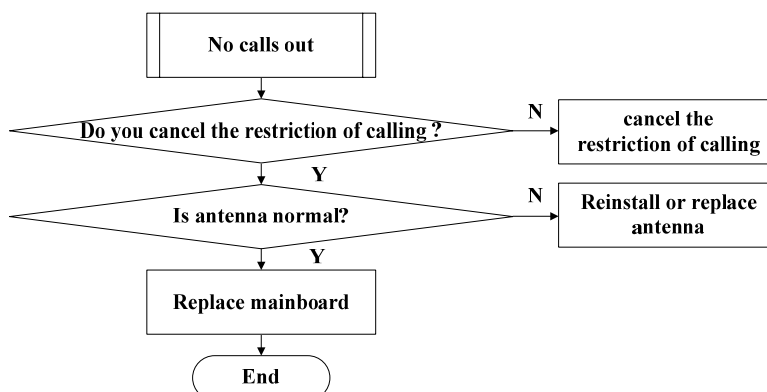 No calls out
Do you cancel the restriction of calling ?
N
cancel the
restriction of calling
Y
Is antenna normal?
N
Reinstall or replace
antenna
Y
Replace mainboard
End